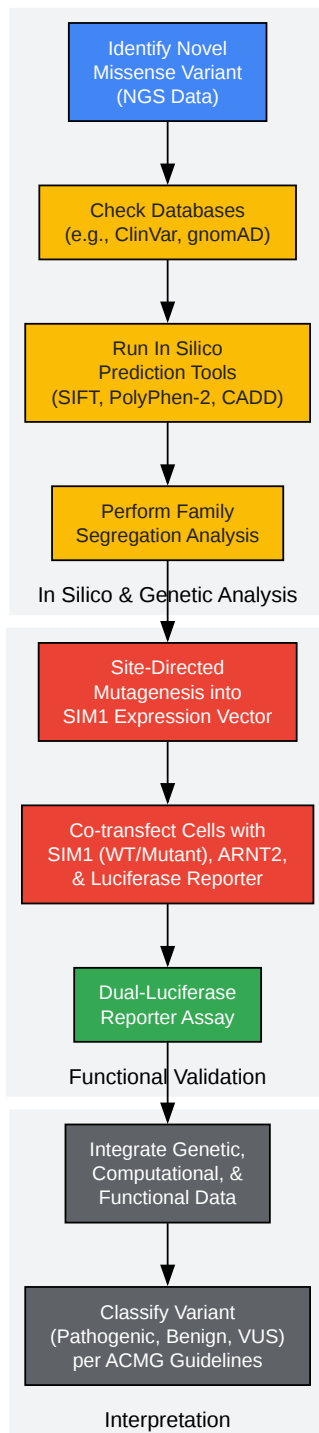 Identify Novel
Missense Variant
(NGS Data)
Check Databases
(e.g., ClinVar, gnomAD)
Run In Silico
Prediction Tools
(SIFT, PolyPhen-2, CADD)
Perform Family
Segregation Analysis
In Silico & Genetic Analysis
Site-Directed
Mutagenesis into
SIM1 Expression Vector
Co-transfect Cells with
SIM1 (WT/Mutant), ARNT2,
& Luciferase Reporter
Dual-Luciferase
Reporter Assay
Functional Validation
Integrate Genetic,
Computational, &
Functional Data
Classify Variant
(Pathogenic, Benign, VUS)
per ACMG Guidelines
Interpretation